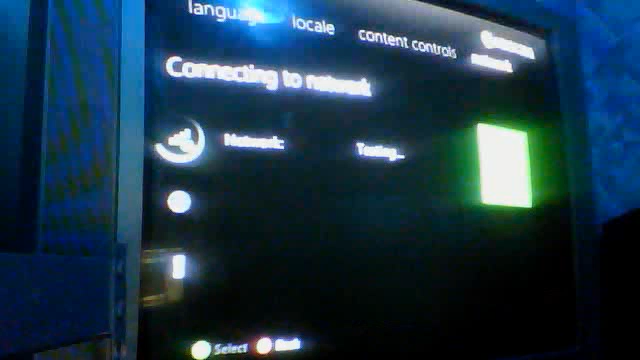 language locale content controls network
Connecting to network
Network: Testing...
Select Back